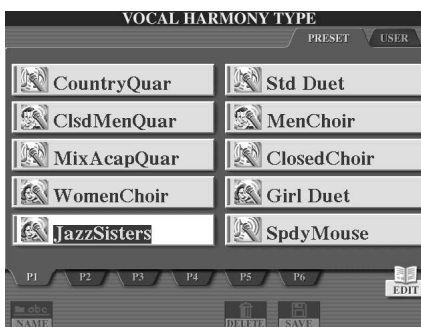 VOCAL HARMONY TYPE
PRESET USER
CountryQuar
Std Duet
ClsdMenQuar
MenChoir
MixAcapQuar
ClosedChoir
WomenChoir
Girl Duet
JazzSisters
SpdyMouse
P1 P2 P3 P4 P5 P6
EDIT
abc
NAME DELETE SAVE